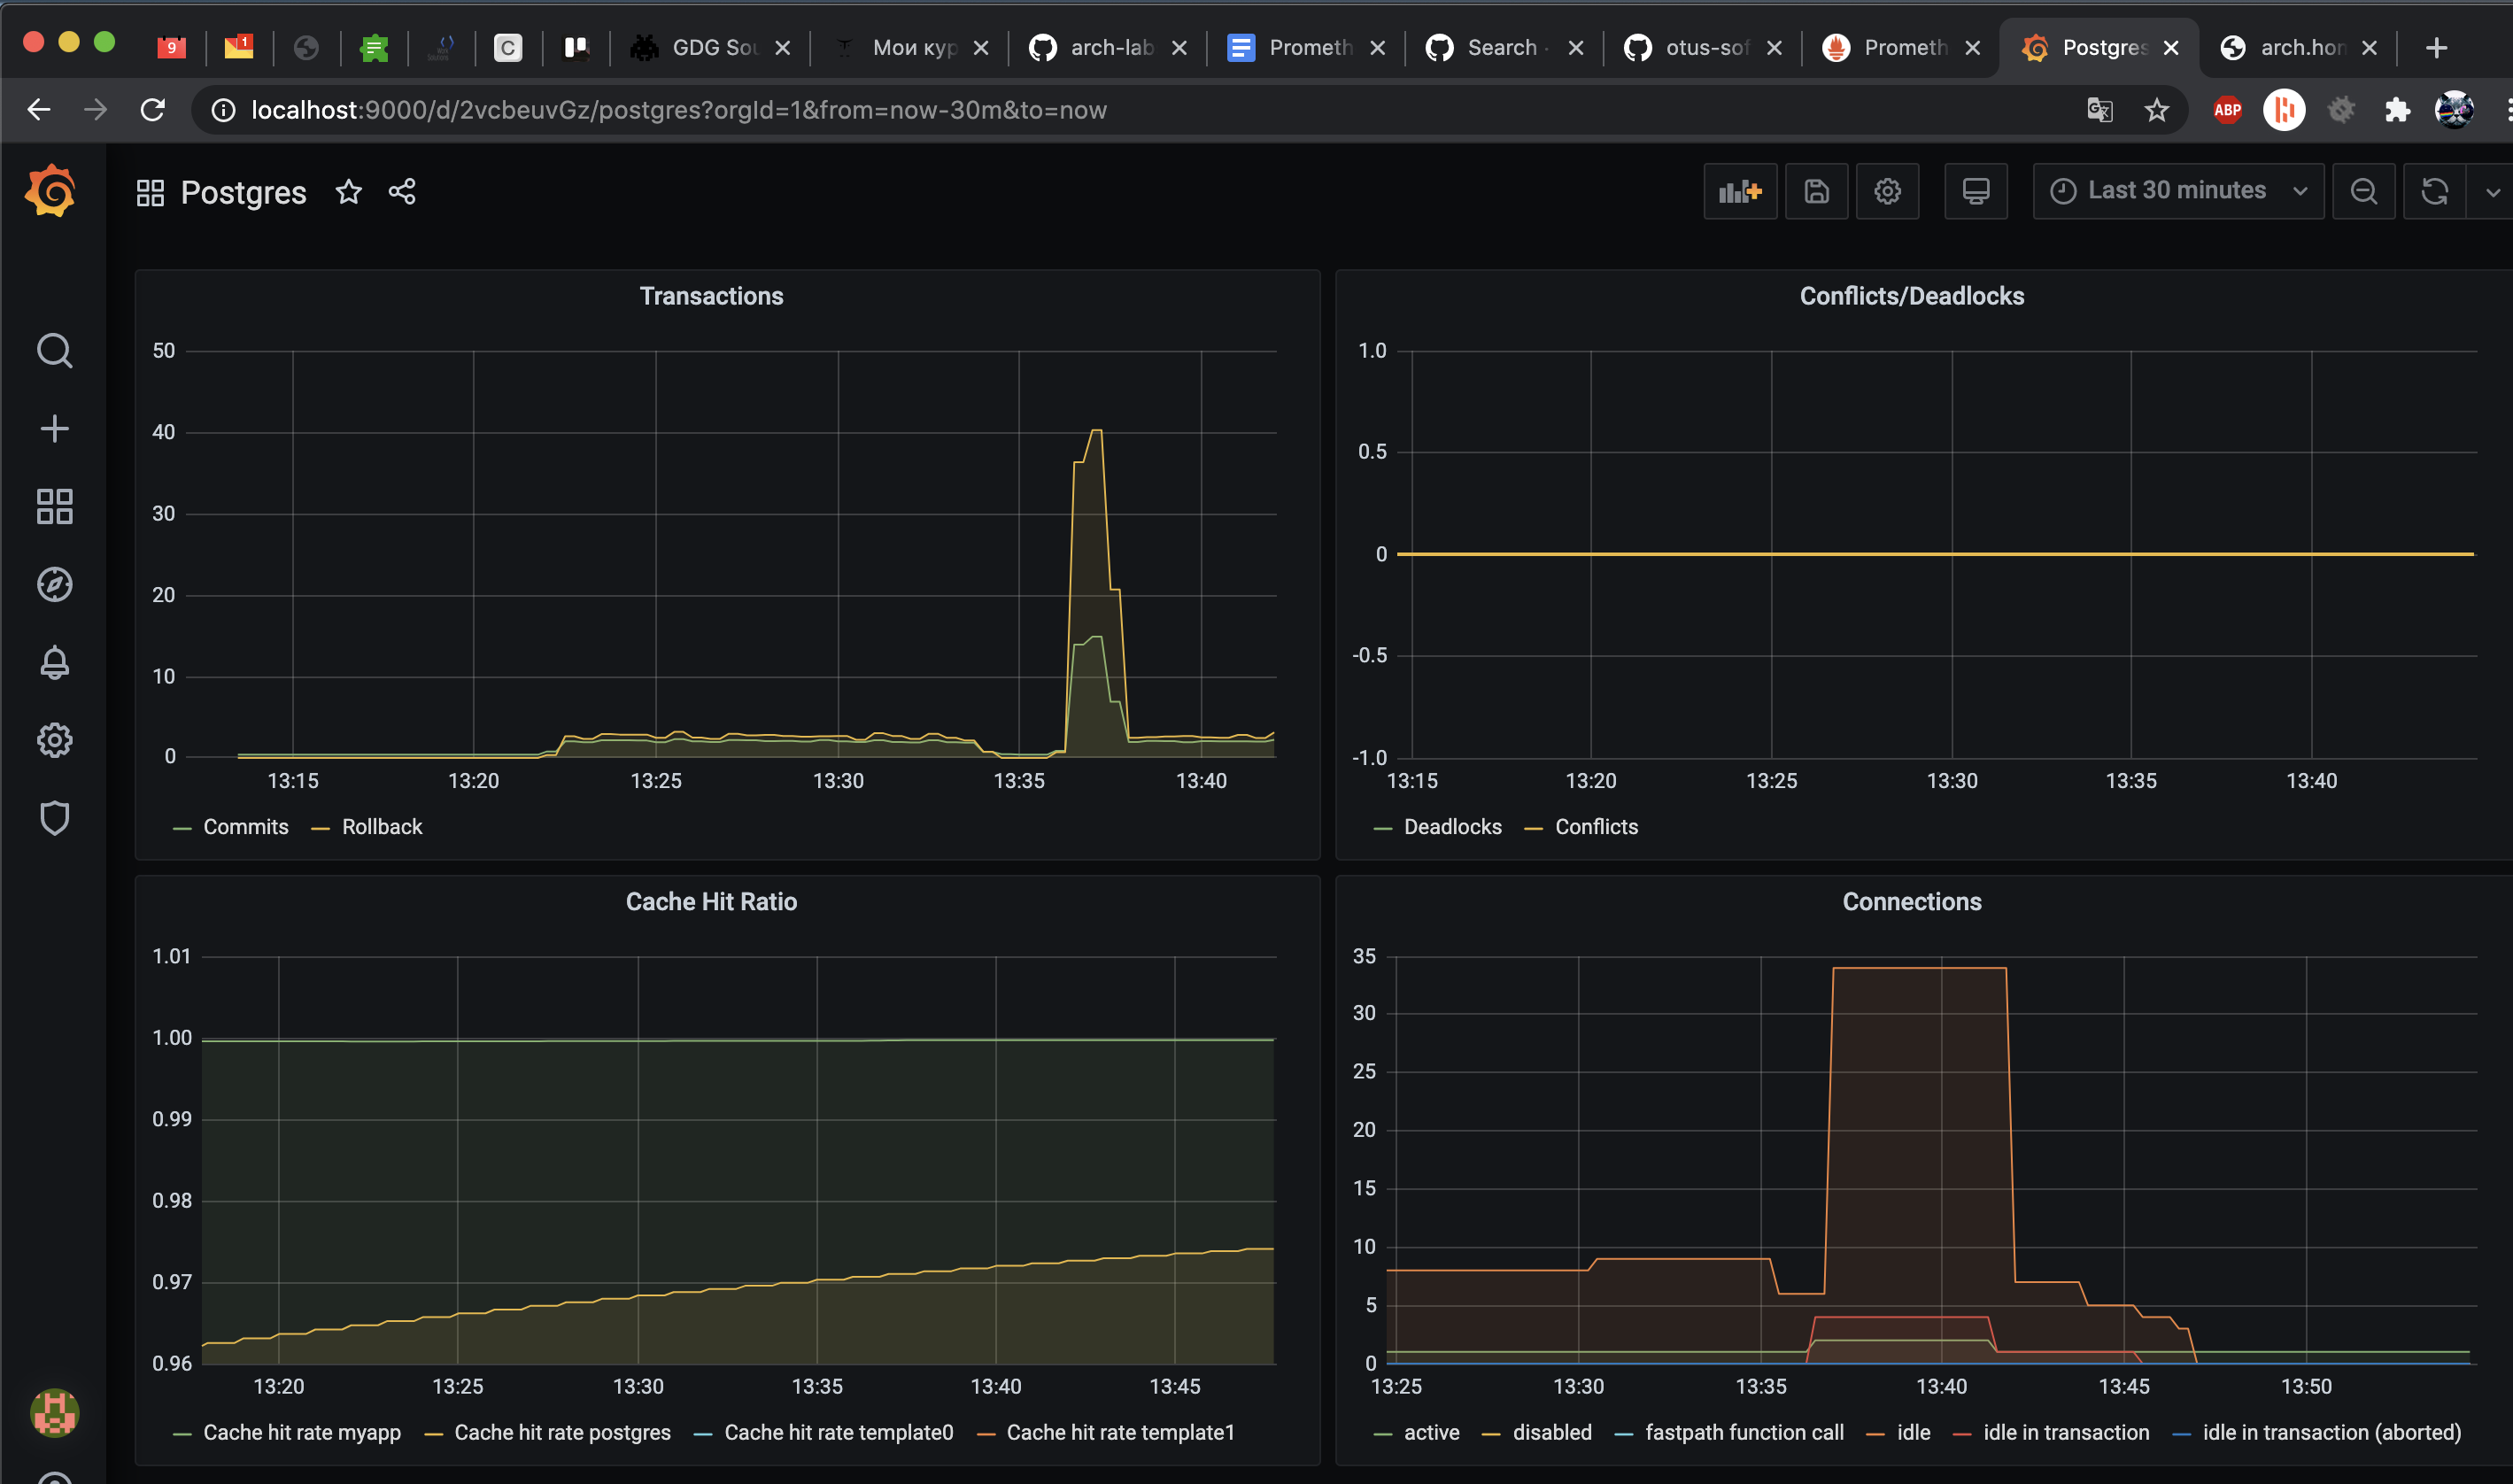 9
1
C
GDG Sou
Мои кур
arch-lab
Prometh
Search
otus-sof
Prometh
Postgres
arch.hon
localhost:9000/d/2vcbeuvGz/postgres?orgId=1&from=now-30m&to=now
ABP
Postgres
Last 30 minutes
Transactions
50
40
30
20
10
0
13:15 13:20 13:25 13:30 13:35 13:40
Commits Rollback
Conflicts/Deadlocks
1.0
0.5
0
-0.5
-1.0
13:15 13:20 13:25 13:30 13:35 13:40
Deadlocks Conflicts
Cache Hit Ratio
1.01
1.00
0.99
0.98
0.97
0.96
13:20 13:25 13:30 13:35 13:40 13:45
Cache hit rate myapp Cache hit rate postgres Cache hit rate template0 Cache hit rate template1
Connections
35
30
25
20
15
10
5
0
13:25 13:30 13:35 13:40 13:45 13:50
active disabled fastpath function call idle idle in transaction idle in transaction (aborted)